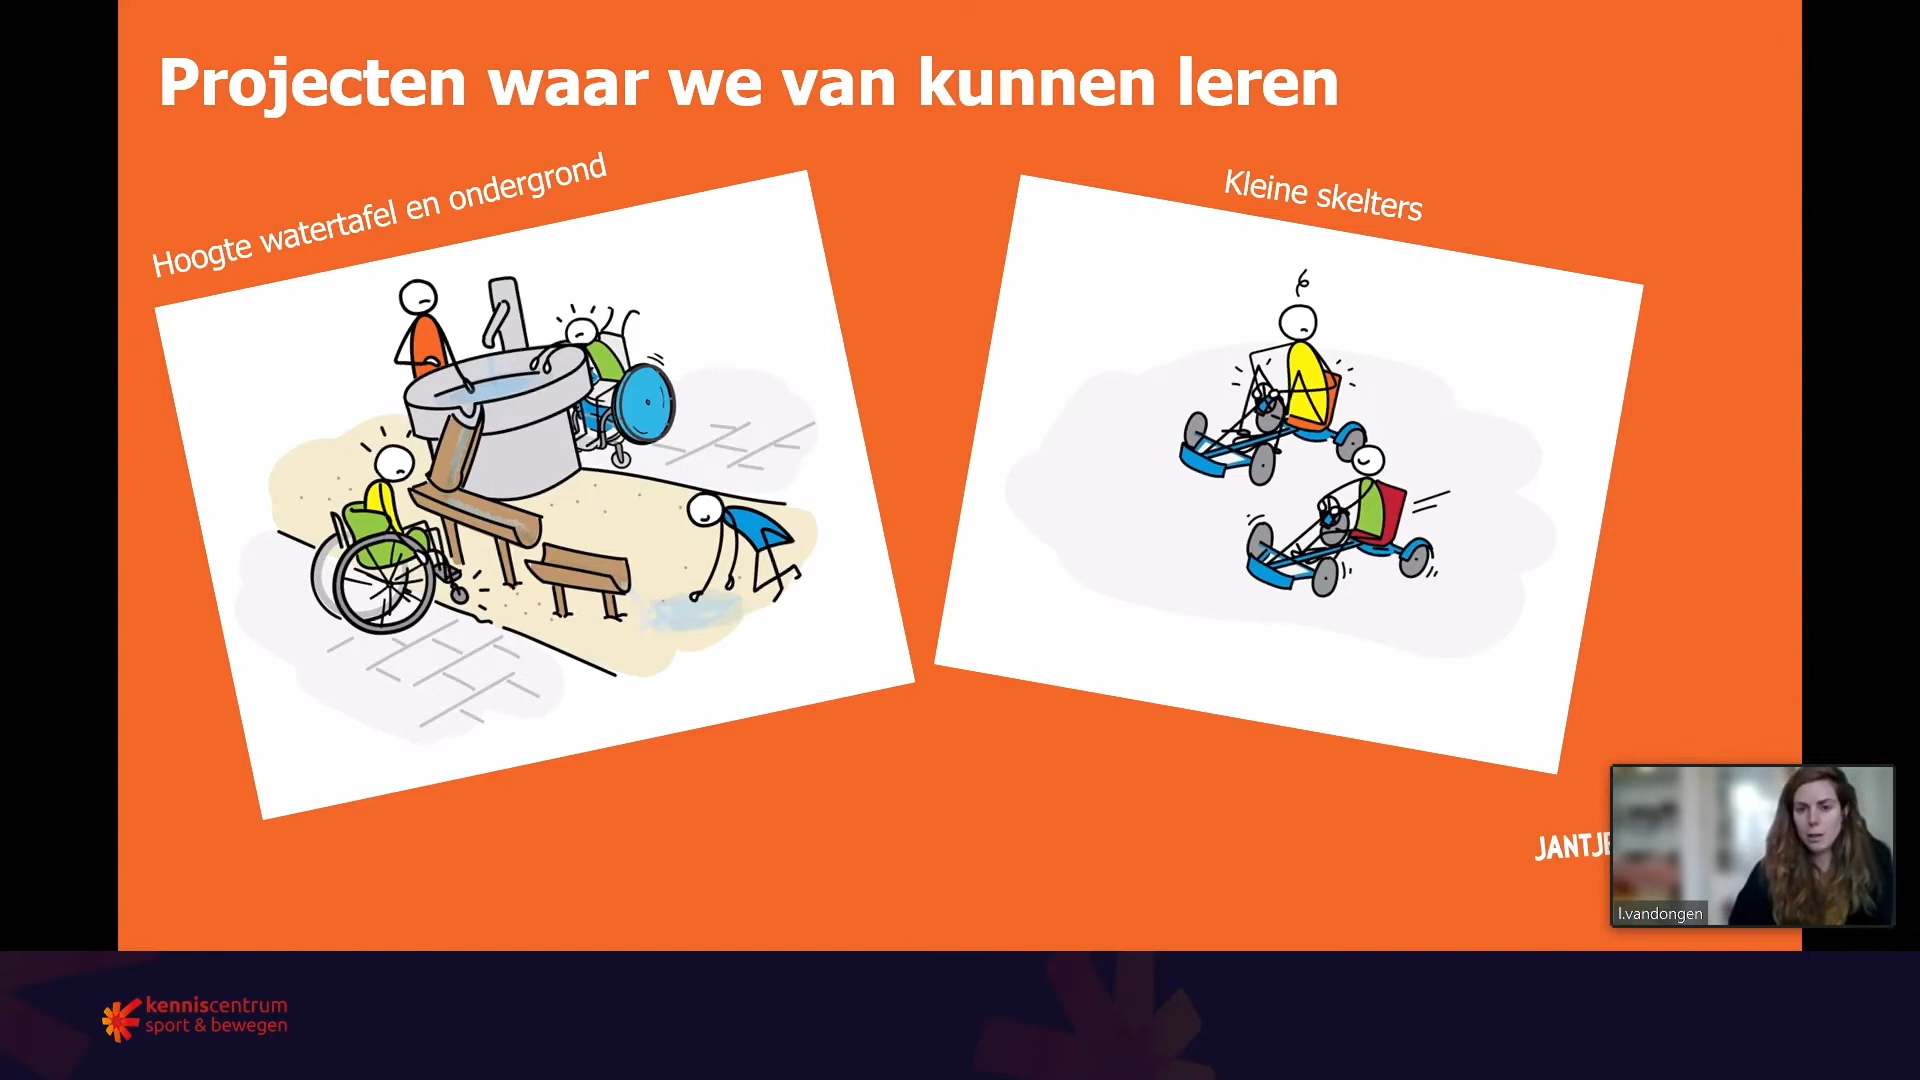 Projecten waar we van kunnen leren
Hoogte watertafel en ondergrond
Kleine skelters
JANTJE
l.vandongen
kenniscentrum
sport & bewegen